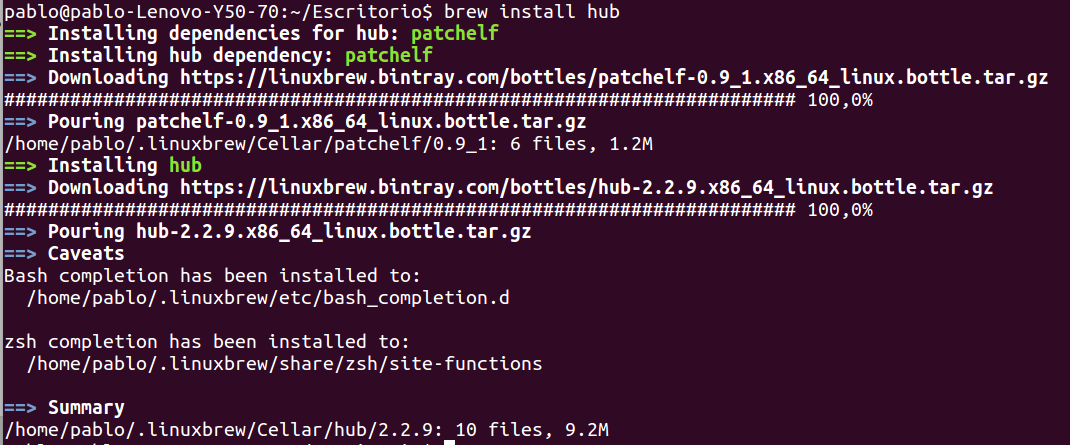 pablo@pablo-Lenovo-Y50-70:~/Escritorio$ brew install hub
==> Installing dependencies for hub: patchelf
==> Installing hub dependency: patchelf
==> Downloading https://linuxbrew.bintray.com/bottles/patchelf-0.9_1.x86_64_linux.bottle.tar.gz
######################################################################## 100,0%
==> Pouring patchelf-0.9_1.x86_64_linux.bottle.tar.gz
/home/pablo/.linuxbrew/Cellar/patchelf/0.9_1: 6 files, 1.2M
==> Installing hub
==> Downloading https://linuxbrew.bintray.com/bottles/hub-2.2.9.x86_64_linux.bottle.tar.gz
######################################################################## 100,0%
==> Pouring hub-2.2.9.x86_64_linux.bottle.tar.gz
==> Caveats
Bash completion has been installed to:
  /home/pablo/.linuxbrew/etc/bash_completion.d
zsh completion has been installed to:
  /home/pablo/.linuxbrew/share/zsh/site-functions
==> Summary
/home/pablo/.linuxbrew/Cellar/hub/2.2.9: 10 files, 9.2M